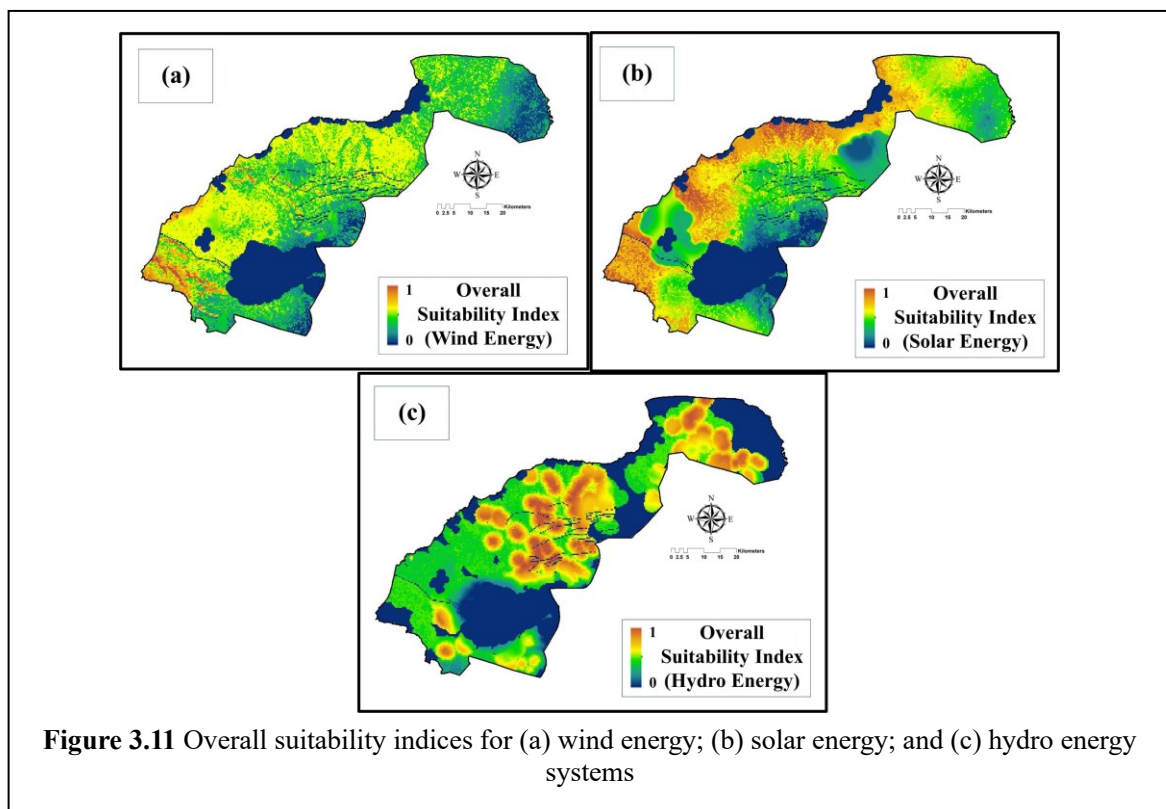 (a)
N
W E
S
0 2.5 5 10 15 20 Kilometers
1 Overall
Suitability Index
0 (Wind Energy)
(b)
N
W E
S
0 2.5 5 10 15 20 Kilometers
1 Overall
Suitability Index
0 (Solar Energy)
(c)
N
W E
S
0 2.5 5 10 15 20 Kilometers
1 Overall
Suitability Index
0 (Hydro Energy)
Figure 3.11 Overall suitability indices for (a) wind energy; (b) solar energy; and (c) hydro energy
systems